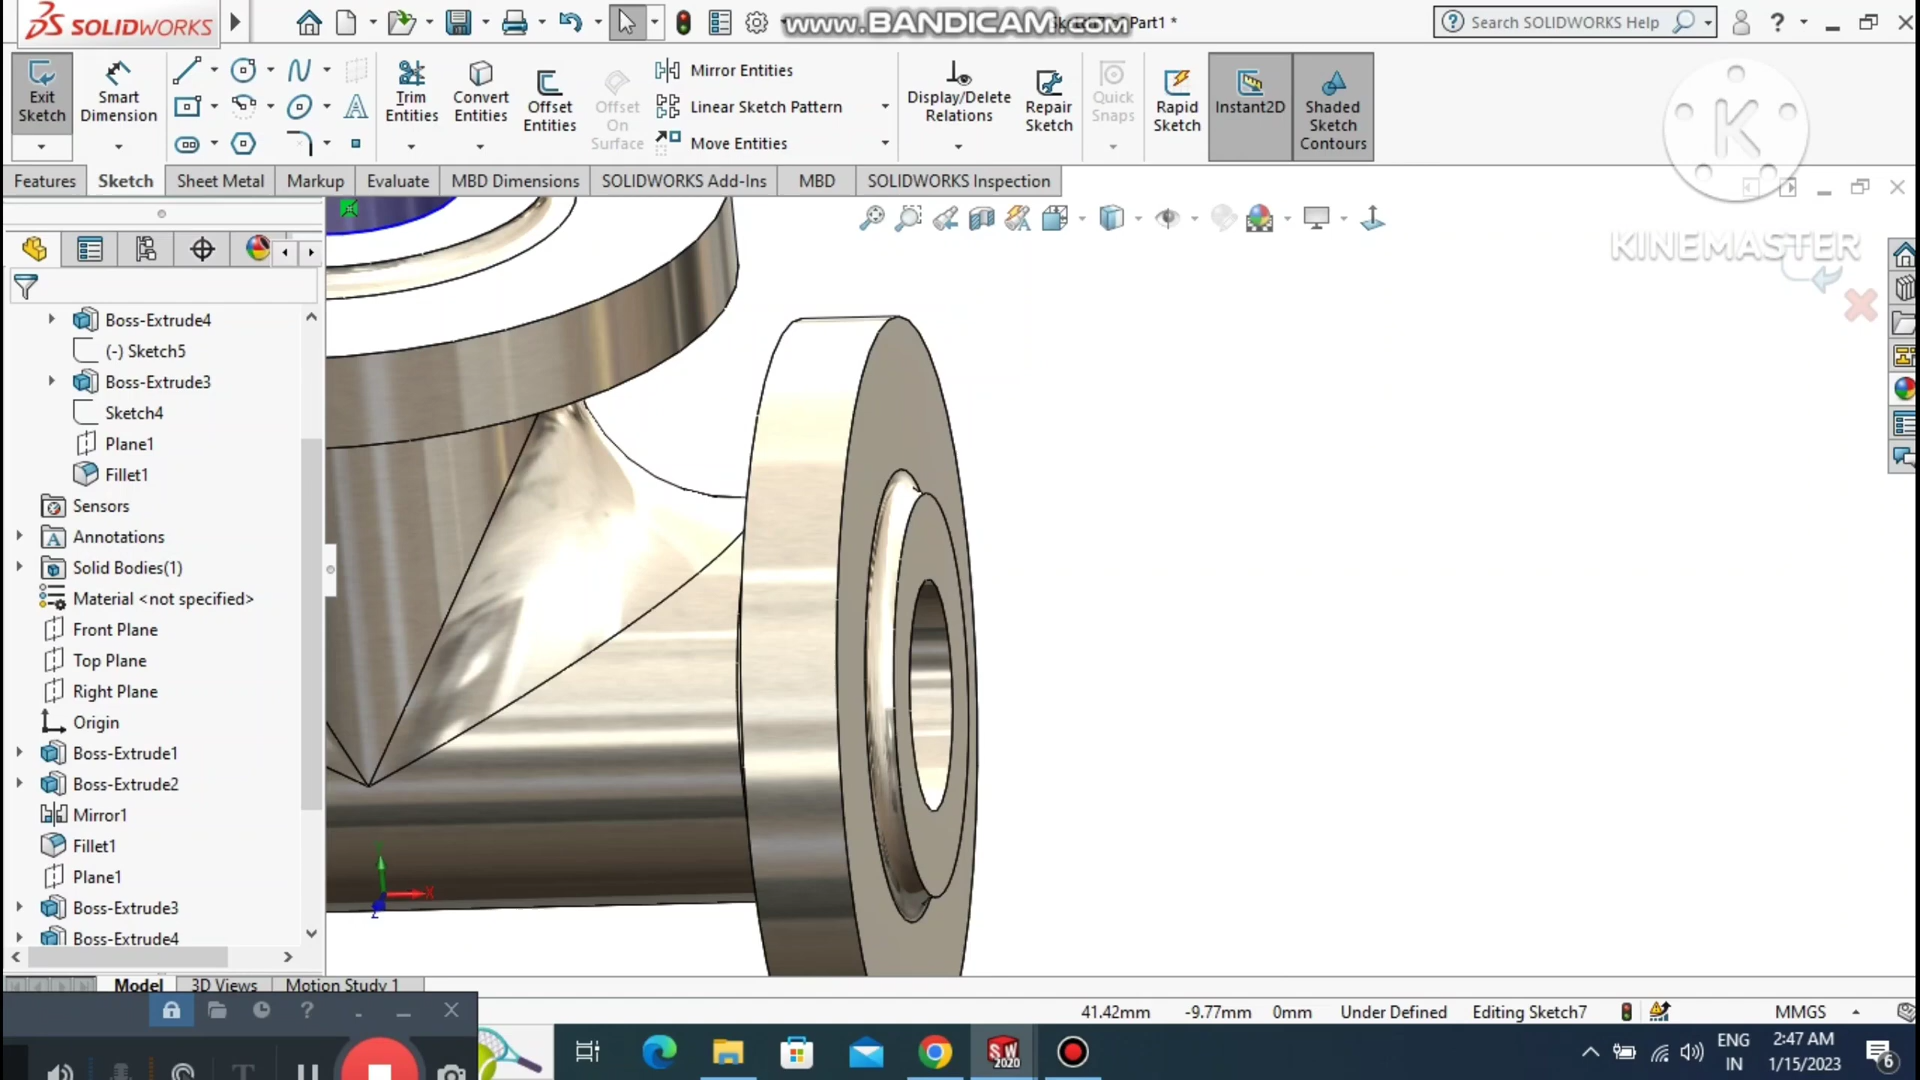 SOLIDWORKS
www.BANDICAM.com
Part1 *
Search SOLIDWORKS Help
?
Exit Sketch
Smart Dimension
Trim Entities
Convert Entities
Offset Entities
Offset On Surface
Mirror Entities
Linear Sketch Pattern
Move Entities
Display/Delete Relations
Repair Sketch
Quick Snaps
Rapid Sketch
Instant2D
Shaded Sketch Contours
K
KINEMASTER
Features
Sketch
Sheet Metal
Markup
Evaluate
MBD Dimensions
SOLIDWORKS Add-Ins
MBD
SOLIDWORKS Inspection
Boss-Extrude4
(-) Sketch5
Boss-Extrude3
Sketch4
Plane1
Fillet1
Sensors
Annotations
Solid Bodies(1)
Material <not specified>
Front Plane
Top Plane
Right Plane
Origin
Boss-Extrude1
Boss-Extrude2
Mirror1
Fillet1
Plane1
Boss-Extrude3
Boss-Extrude4
X
Z
Model
3D Views
Motion Study 1
41.42mm
-9.77mm
0mm
Under Defined
Editing Sketch7
MMGS
SW
2020
ENG
IN
2:47 AM
1/15/2023
6